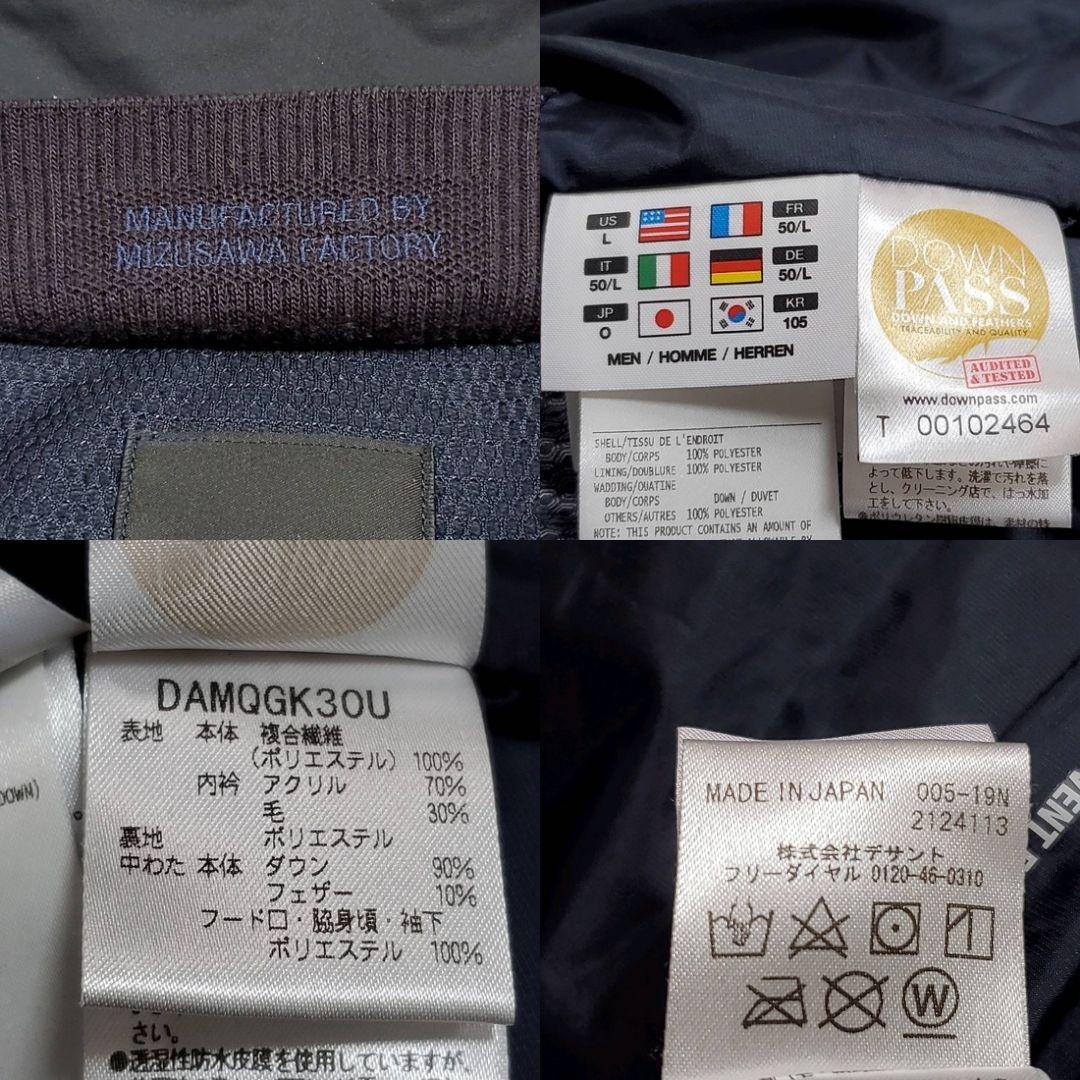 MANUFACTURED BY
MIZUSAWA FACTORY
US
L
FR
50/L
IT
50/L
DE
50/L
JP
O
KR
105
MEN / HOMME / HERREN
DOWN
PASS
DOWN AND FEATHERS
TRACEABILITY AND QUALITY
AUDITED
& TESTED
www.downpass.com
T 00102464
SHELL/TISSU DE L'ENDROIT
BODY/CORPS 100% POLYESTER
LINING/DOUBLURE 100% POLYESTER
WADDING/OUATINE
BODY/CORPS DOWN / DUVET
OTHERS/AUTRES 100% POLYESTER
NOTE: THIS PRODUCT CONTAINS AN AMOUNT OF
よって低下します。洗濯で汚れを落
とし、クリーニング店で、はっ水加
工をして下さい。
DAMQGK30U
表地 本体 複合繊維
(ポリエステル) 100%
内衿 アクリル 70%
毛 30%
裏地 ポリエステル
中わた 本体 ダウン 90%
フェザー 10%
フード口・脇身頃・袖下
ポリエステル 100%
DOWN)
さい。
●透湿性防水皮膜を使用していますが、
MADE IN JAPAN 005-19N
2124113
株式会社デサント
フリーダイヤル 0120-46-0310
W
VENT